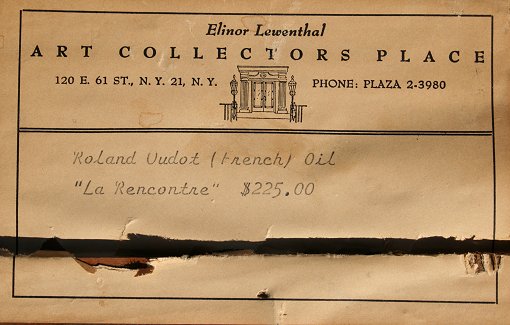 Elinor Lewenthal
ART COLLECTORS PLACE
120 E. 61 ST., N. Y. 21, N. Y.
PHONE: PLAZA 2-3980
Roland Oudot (French) Oil
"La Rencontre" $225.00